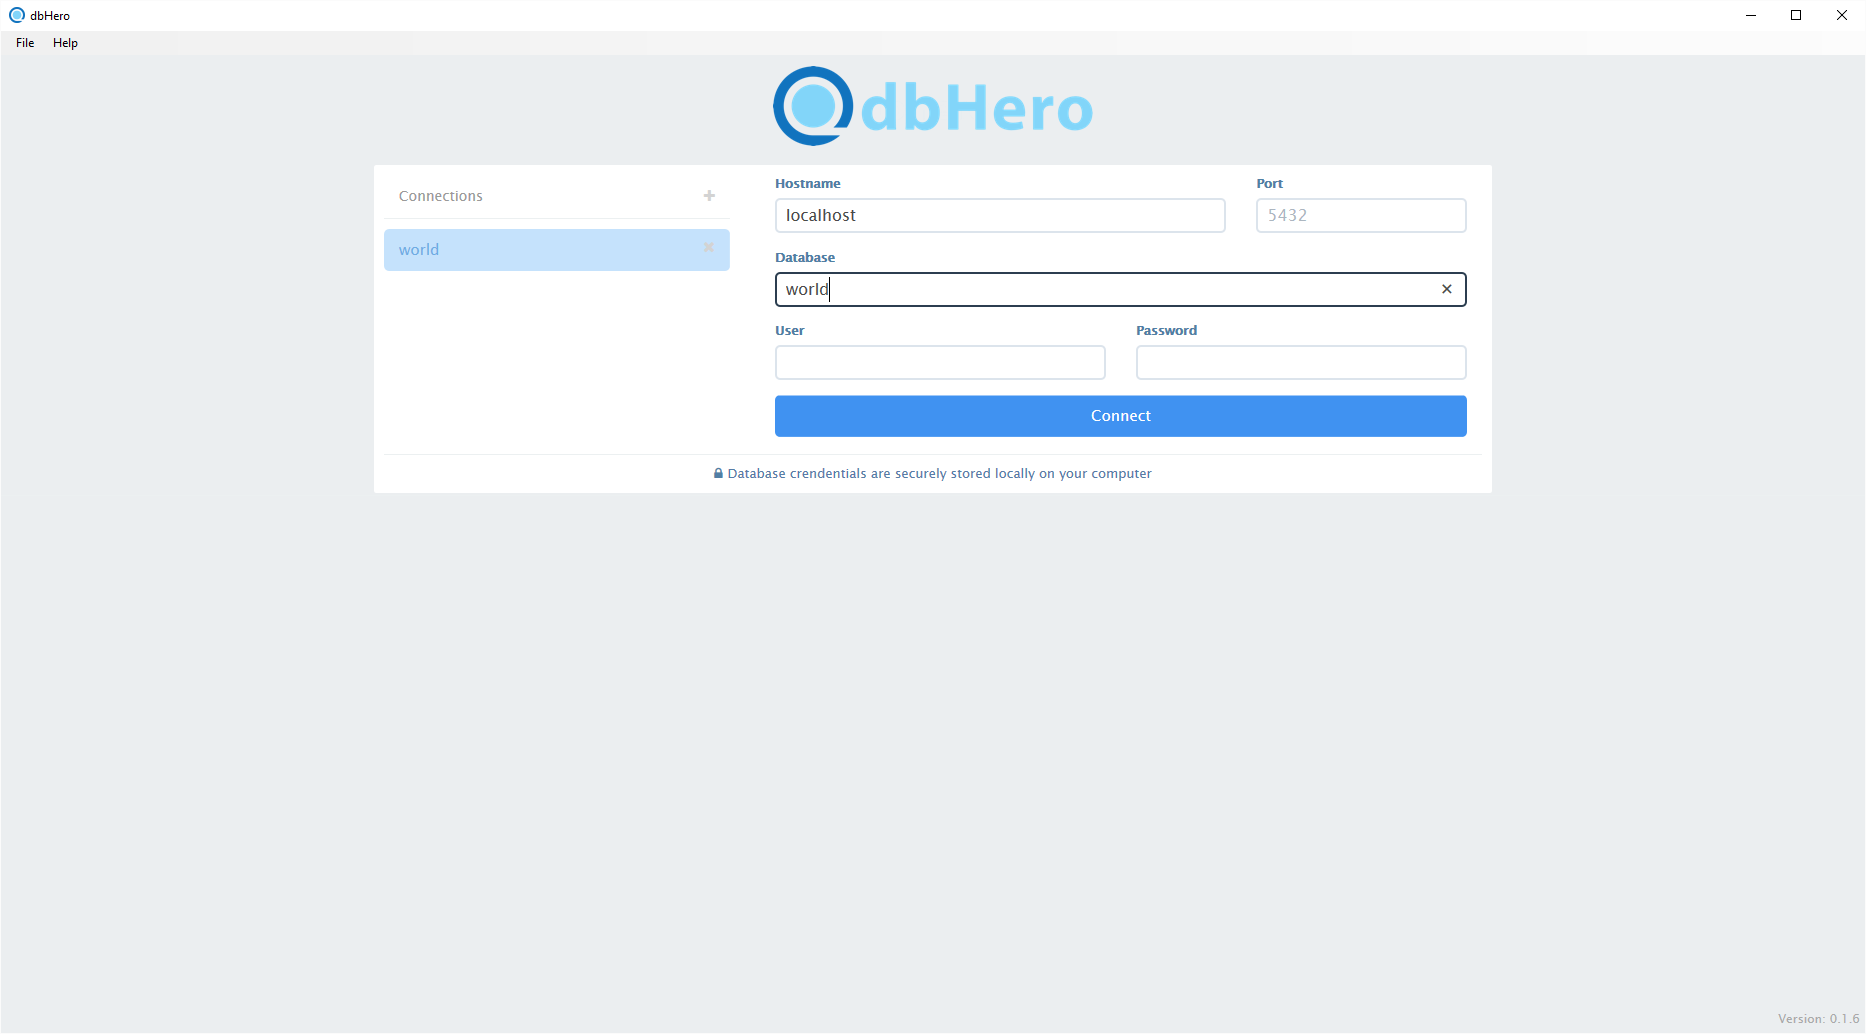 dbHero
File Help
dbHero
Connections
world
Hostname
localhost
Port
5432
Database
world
User
Password
Connect
Database crendentials are securely stored locally on your computer
Version: 0.1.6